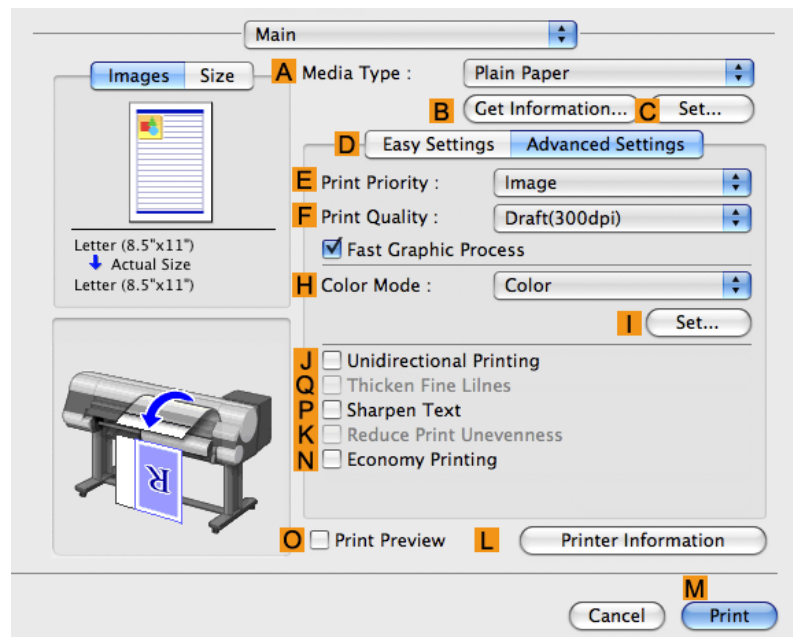 Main
Images Size A Media Type : Plain Paper
B Get Information... C Set...
D Easy Settings Advanced Settings
E Print Priority : Image
F Print Quality : Draft(300dpi)
Letter (8.5"x11")
Actual Size
Letter (8.5"x11")
Fast Graphic Process
H Color Mode : Color
I Set...
J Unidirectional Printing
Q Thicken Fine Lilnes
P Sharpen Text
K Reduce Print Unevenness
N Economy Printing
R
O Print Preview L Printer Information
M
Cancel Print